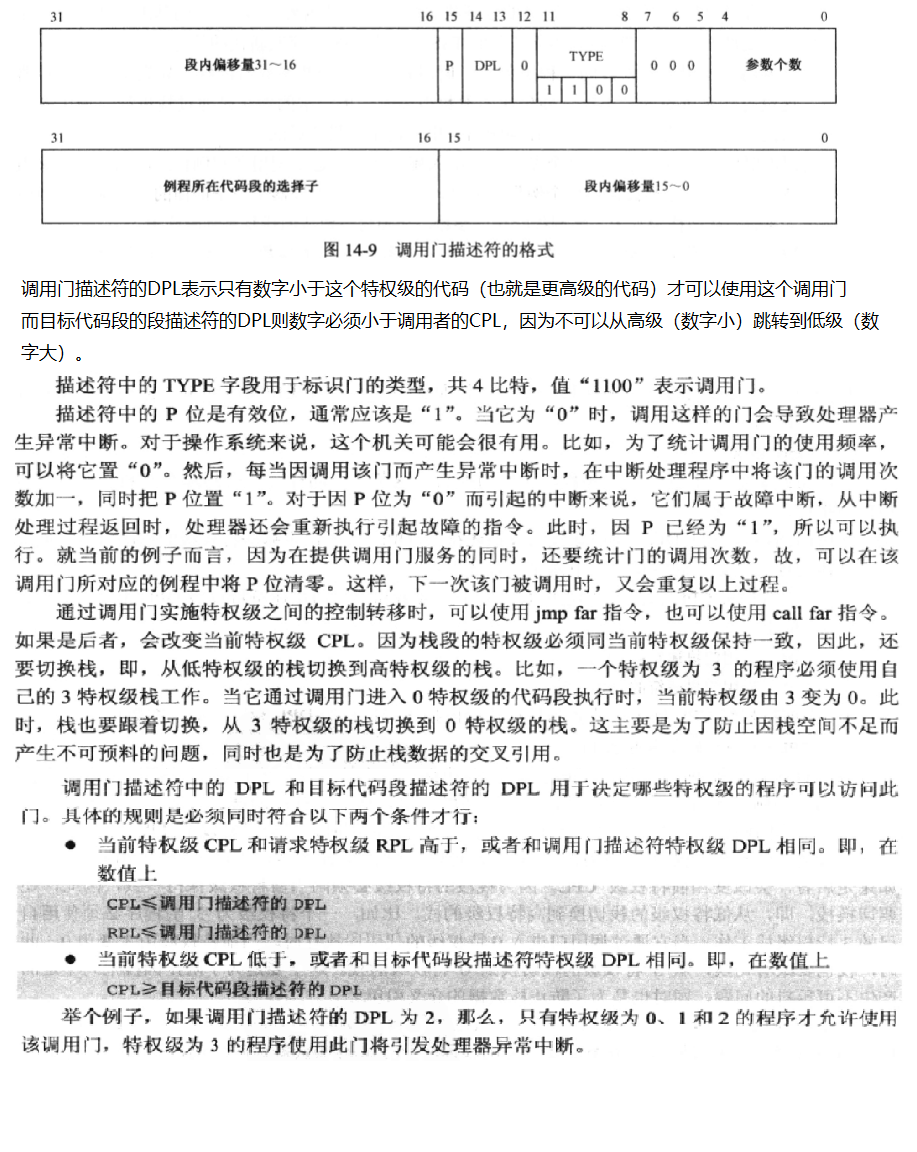 31 16 15 14 13 12 11 8 7 6 5 4 0
段内偏移量31～16 P DPL 0 TYPE 0 0 0 参数个数
1 1 0 0
31 16 15 0
例程所在代码段的选择子 段内偏移量15～0
图 14-9 调用门描述符的格式
调用门描述符的DPL表示只有数字小于这个特权级的代码（也就是更高级的代码）才可以使用这个调用门
而目标代码段的段描述符的DPL则数字必须小于调用者的CPL，因为不可以从高级（数字小）跳转到低级（数
字大）。
描述符中的 TYPE 字段用于标识门的类型，共 4 比特，值“1100”表示调用门。
描述符中的 P 位是有效位，通常应该是“1”。当它为“0”时，调用这样的门会导致处理器产
生异常中断。对于操作系统来说，这个机关可能会很有用。比如，为了统计调用门的使用频率，
可以将它置“0”。然后，每当因调用该门而产生异常中断时，在中断处理程序中将该门的调用次
数加一，同时把 P 位置“1”。对于因 P 位为“0”而引起的中断来说，它们属于故障中断，从中断
处理过程返回时，处理器还会重新执行引起故障的指令。此时，因 P 已经为“1”，所以可以执
行。就当前的例子而言，因为在提供调用门服务的同时，还要统计门的调用次数，故，可以在该
调用门所对应的例程中将 P 位清零。这样，下一次该门被调用时，又会重复以上过程。
通过调用门实施特权级之间的控制转移时，可以使用 jmp far 指令，也可以使用 call far 指令。
如果是后者，会改变当前特权级 CPL。因为栈段的特权级必须同当前特权级保持一致，因此，还
要切换栈，即，从低特权级的栈切换到高特权级的栈。比如，一个特权级为 3 的程序必须使用自
己的 3 特权级栈工作。当它通过调用门进入 0 特权级的代码段执行时，当前特权级由 3 变为 0。此
时，栈也要跟着切换，从 3 特权级的栈切换到 0 特权级的栈。这主要是为了防止因栈空间不足而
产生不可预料的问题，同时也是为了防止栈数据的交叉引用。
调用门描述符中的 DPL 和目标代码段描述符的 DPL 用于决定哪些特权级的程序可以访问此
门。具体的规则是必须同时符合以下两个条件才行：
● 当前特权级 CPL 和请求特权级 RPL 高于，或者和调用门描述符特权级 DPL 相同。即，在
数值上
CPL≤调用门描述符的 DPL
RPL≤调用门描述符的 DPL
● 当前特权级 CPL 低于，或者和目标代码段描述符特权级 DPL 相同。即，在数值上
CPL≥目标代码段描述符的 DPL
举个例子，如果调用门描述符的 DPL 为 2，那么，只有特权级为 0、1 和 2 的程序才允许使用
该调用门，特权级为 3 的程序使用此门将引发处理器异常中断。